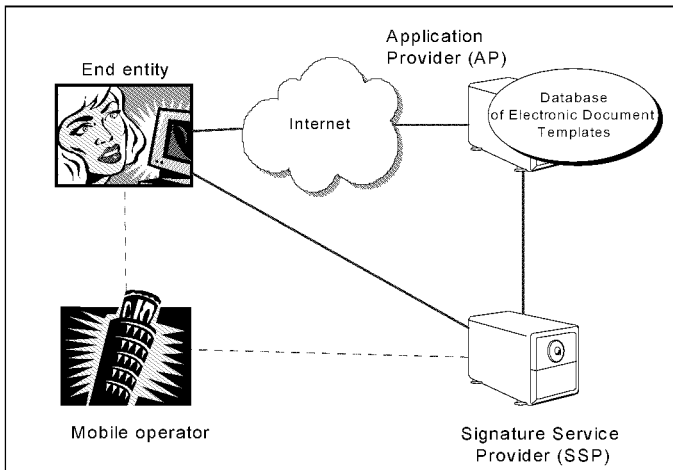 Application
Provider (AP)
End entity
Internet
Database
of Electronic Document
Templates
Mobile operator
Signature Service
Provider (SSP)